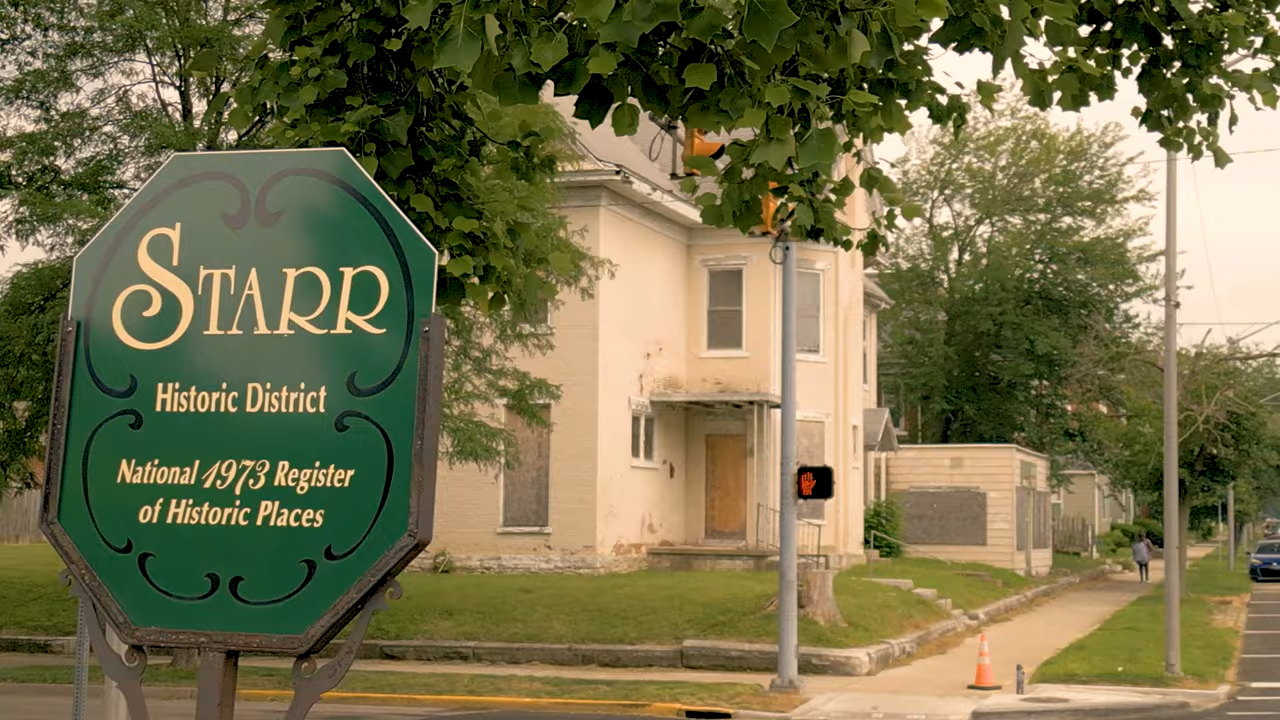 STARR
Historic District
National 1973 Register
of Historic Places